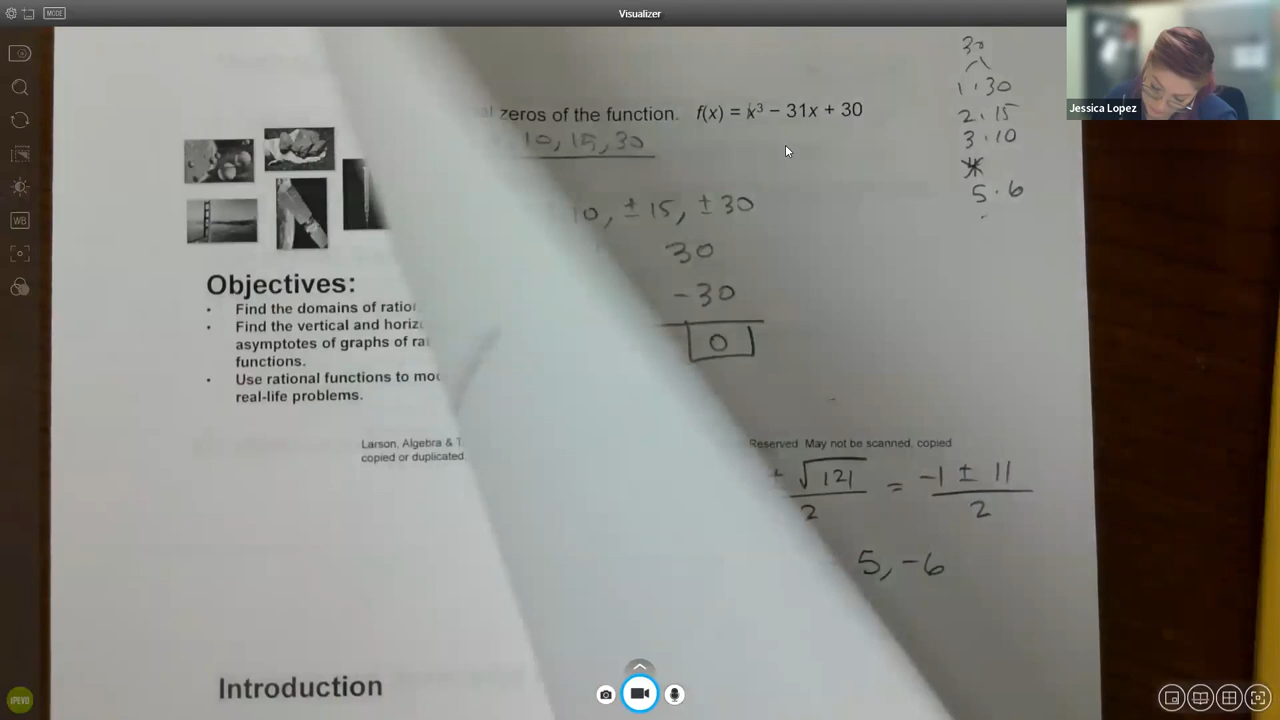 MODE
Visualizer
Jessica Lopez
zeros of the function. f(x) = x³ − 31x + 30
10, 15, 30
10, ± 15, ± 30
30
-30
0
30
1 · 30
2 · 15
3 · 10
5 · 6
Objectives:
• Find the domains of ratio
• Find the vertical and horiz
asymptotes of graphs of ra
functions.
• Use rational functions to mo
real-life problems.
Larson, Algebra & T
copied or duplicated
Reserved May not be scanned, copied
± √121 / 2 = -1 ± 11 / 2
5, -6
Introduction
WB
IPEVO